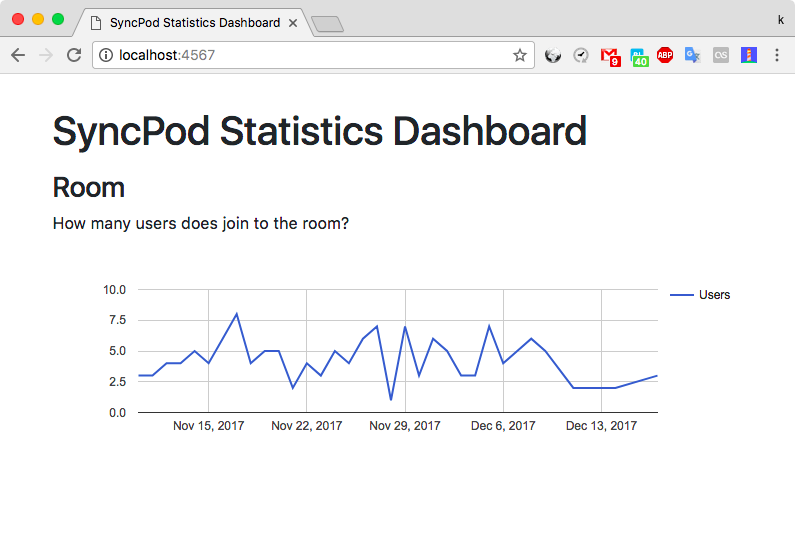 SyncPod Statistics Dashboard
k
localhost:4567
9
40
ABP
G
OS
SyncPod Statistics Dashboard
Room
How many users does join to the room?
10.0
7.5
5.0
2.5
0.0
Users
Nov 15, 2017 Nov 22, 2017 Nov 29, 2017 Dec 6, 2017 Dec 13, 2017